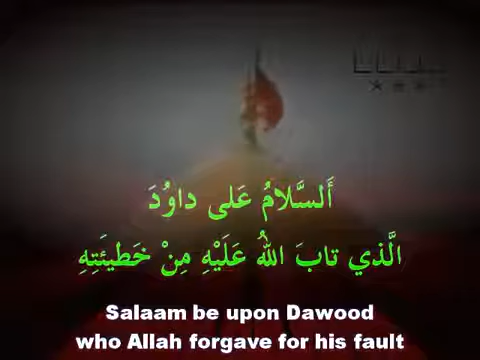 أَلسَّلامُ عَلى داوُدَ
الَّذي تابَ اللهُ عَلَيْهِ مِنْ خَطيئَتِهِ
Salaam be upon Dawood
who Allah forgave for his fault